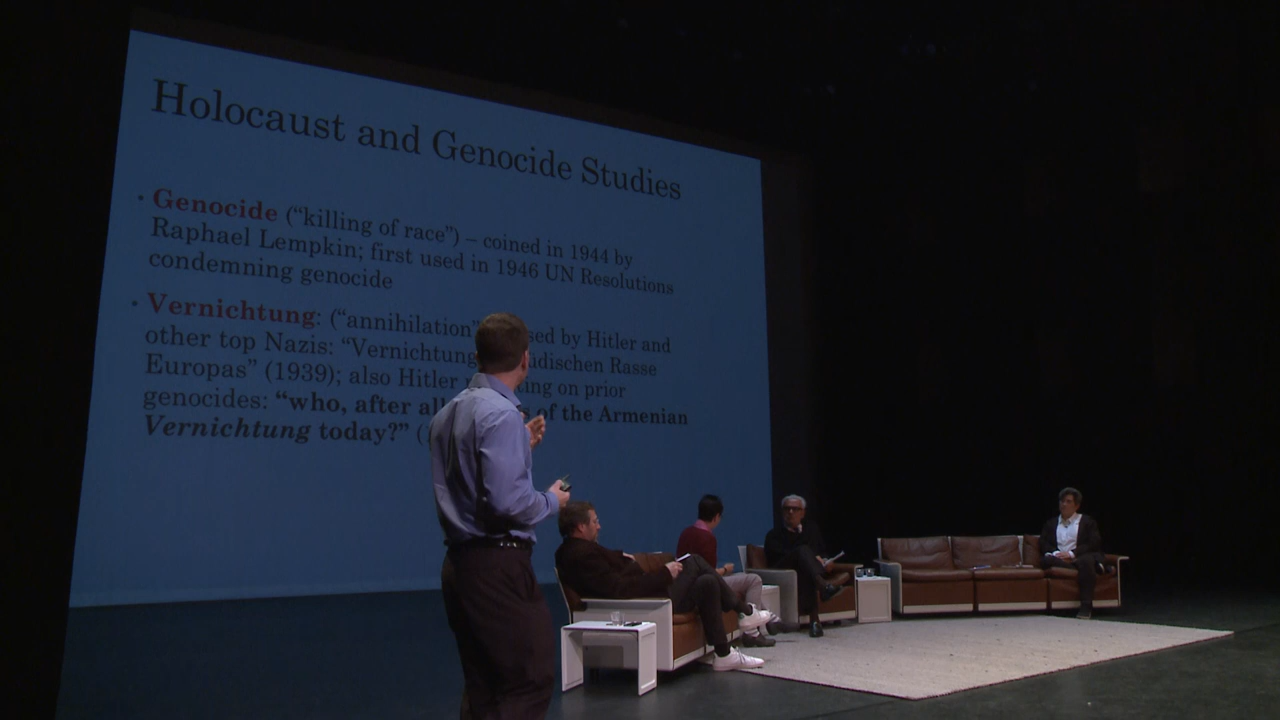 Holocaust and Genocide Studies
• Genocide (“killing of race”) – coined in 1944 by
Raphael Lempkin; first used in 1946 UN Resolutions
condemning genocide
• Vernichtung: (“annihilation” sed by Hitler and
other top Nazis: “Vernichtung üdischen Rasse
Europas” (1939); also Hitler ting on prior
genocides: “who, after all of the Armenian
Vernichtung today?” (